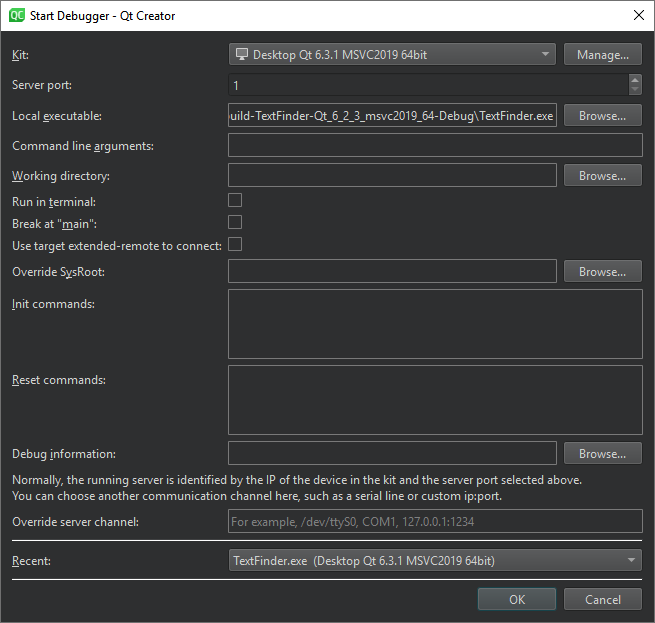 QC Start Debugger - Qt Creator
Kit: Desktop Qt 6.3.1 MSVC2019 64bit Manage...
Server port: 1
Local executable: uild-TextFinder-Qt_6_2_3_msvc2019_64-Debug\TextFinder.exe Browse...
Command line arguments:
Working directory: Browse...
Run in terminal:
Break at "main":
Use target extended-remote to connect:
Override SysRoot: Browse...
Init commands:
Reset commands:
Debug information: Browse...
Normally, the running server is identified by the IP of the device in the kit and the server port selected above.
You can choose another communication channel here, such as a serial line or custom ip:port.
Override server channel: For example, /dev/ttyS0, COM1, 127.0.0.1:1234
Recent: TextFinder.exe (Desktop Qt 6.3.1 MSVC2019 64bit)
OK Cancel